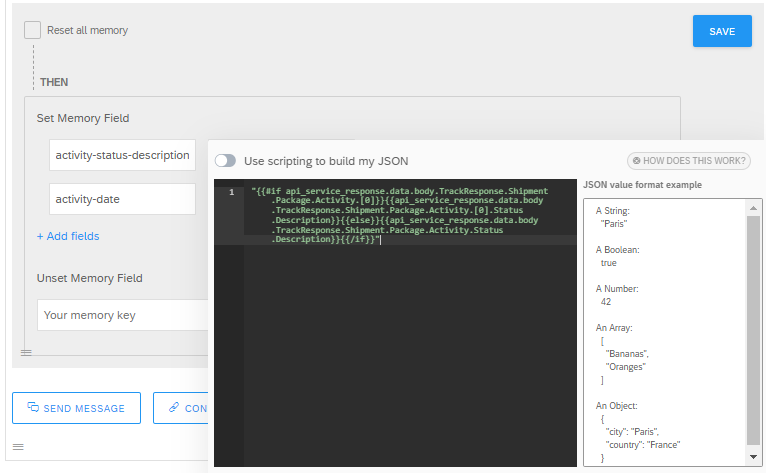 Reset all memory
SAVE
THEN
Set Memory Field
activity-status-description
activity-date
+ Add fields
Unset Memory Field
Your memory key
SEND MESSAGE
CON
Use scripting to build my JSON
HOW DOES THIS WORK?
1
"{{#if api_service_response.data.body.TrackResponse.Shipment
.Package.Activity.[0]}}{{api_service_response.data.body
.TrackResponse.Shipment.Package.Activity.[0].Status
.Description}}{{else}}{{api_service_response.data.body
.TrackResponse.Shipment.Package.Activity.Status
.Description}}{{/if}}"
JSON value format example
A String:
"Paris"
A Boolean:
true
A Number:
42
An Array:
[
"Bananas",
"Oranges"
]
An Object:
{
"city": "Paris",
"country": "France"
}